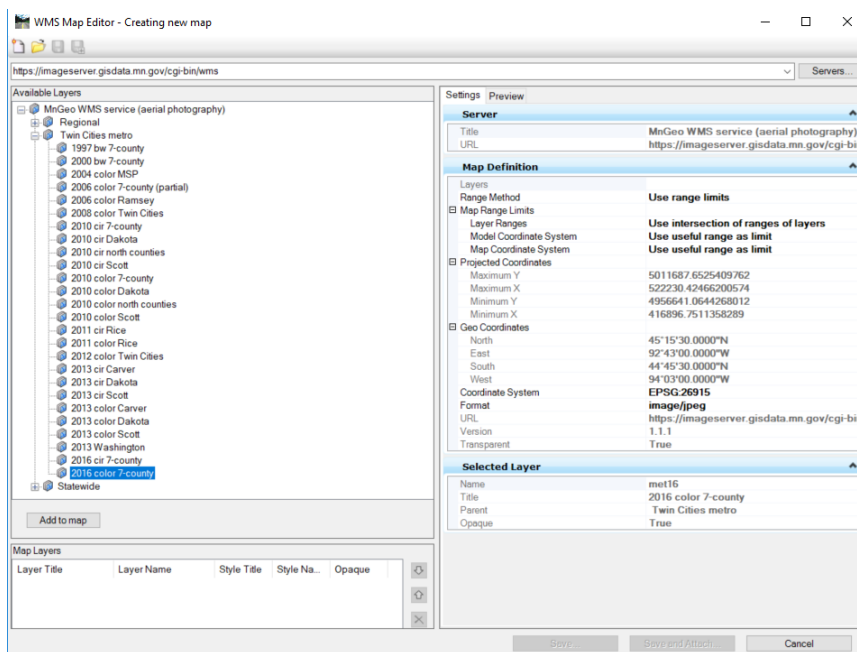 WMS Map Editor - Creating new map
https://imageserver.gisdata.mn.gov/cgi-bin/wms
Servers...
Available Layers
MnGeo WMS service (aerial photography)
Regional
Twin Cities metro
1997 bw 7-county
2000 bw 7-county
2004 color MSP
2006 color 7-county (partial)
2006 color Ramsey
2008 color Twin Cities
2010 cir 7-county
2010 cir Dakota
2010 cir north counties
2010 cir Scott
2010 color 7-county
2010 color Dakota
2010 color north counties
2010 color Scott
2011 cir Rice
2011 color Rice
2012 color Twin Cities
2013 cir Carver
2013 cir Dakota
2013 cir Scott
2013 color Carver
2013 color Dakota
2013 color Scott
2013 Washington
2016 cir 7-county
2016 color 7-county
Statewide
Add to map
Map Layers
Layer Title Layer Name Style Title Style Na... Opaque
Settings Preview
Server
Title MnGeo WMS service (aerial photography)
URL https://imageserver.gisdata.mn.gov/cgi-bi
Map Definition
Layers
Range Method Use range limits
Map Range Limits
Layer Ranges Use intersection of ranges of layers
Model Coordinate System Use useful range as limit
Map Coordinate System Use useful range as limit
Projected Coordinates
Maximum Y 5011687.6525409762
Maximum X 522230.42466200574
Minimum Y 4956641.0644268012
Minimum X 416896.7511358289
Geo Coordinates
North 45°15'30.0000"N
East 92°43'00.0000"W
South 44°45'30.0000"N
West 94°03'00.0000"W
Coordinate System EPSG:26915
Format image/jpeg
URL https://imageserver.gisdata.mn.gov/cgi-bi
Version 1.1.1
Transparent True
Selected Layer
Name met16
Title 2016 color 7-county
Parent Twin Cities metro
Opaque True
Save... Save and Attach... Cancel